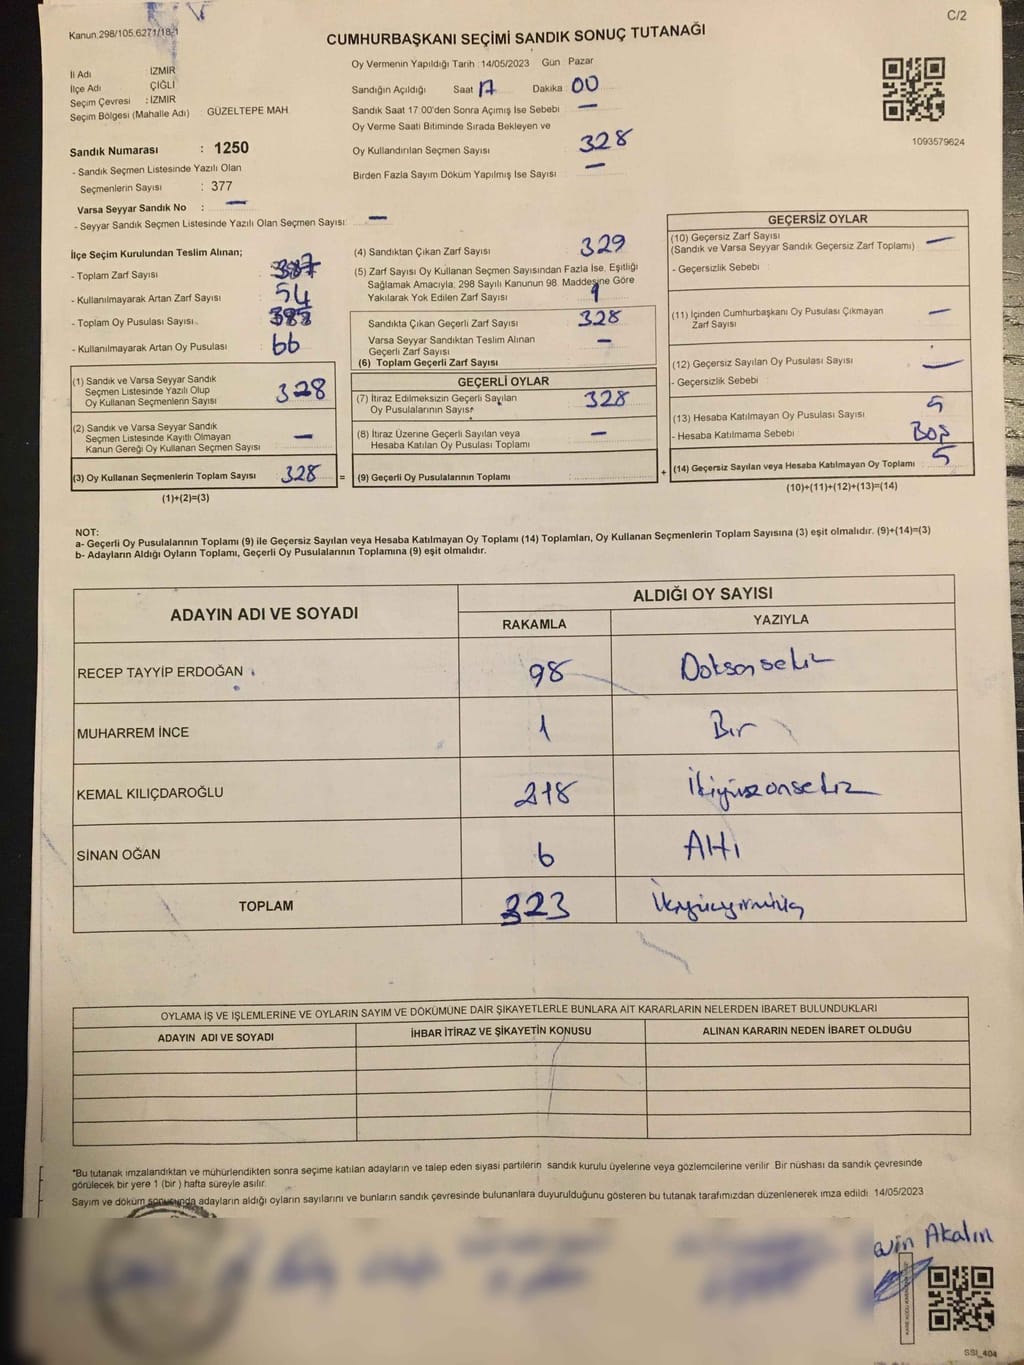 C/2
Kanun.298/105,6271/18-1
CUMHURBAŞKANI SEÇİMİ SANDIK SONUÇ TUTANAĞI
İl Adı : İZMİR
İlçe Adı ÇİĞLİ
Seçim Çevresi : İZMİR
Seçim Bölgesi (Mahalle Adı) GÜZELTEPE MAH.
Sandık Numarası : 1250
- Sandık Seçmen Listesinde Yazılı Olan
Seçmenlerin Sayısı : 377
Varsa Seyyar Sandık No : —
- Seyyar Sandık Seçmen Listesinde Yazılı Olan Seçmen Sayısı: —
Oy Vermenin Yapıldığı Tarih : 14/05/2023 Gün : Pazar
Sandığın Açıldığı Saat 17 Dakika 00
Sandık Saat 17:00'den Sonra Açımış İse Sebebi : —
Oy Verme Saati Bitiminde Sırada Bekleyen ve
Oy Kullandırılan Seçmen Sayısı : 328
Birden Fazla Sayım Döküm Yapılmış İse Sayısı : —
1093579624
İlçe Seçim Kurulundan Teslim Alınan;
- Toplam Zarf Sayısı :
- Kullanılmayarak Artan Zarf Sayısı : 54
- Toplam Oy Pusulası Sayısı :
- Kullanılmayarak Artan Oy Pusulası : 66
(1) Sandık ve Varsa Seyyar Sandık
Seçmen Listesinde Yazılı Olup
Oy Kullanan Seçmenlerin Sayısı : 328
(2) Sandık ve Varsa Seyyar Sandık
Seçmen Listesinde Kayıtlı Olmayan
Kanun Gereği Oy Kullanan Seçmen Sayısı : —
(3) Oy Kullanan Seçmenlerin Toplam Sayısı : 328 =
(1)+(2)=(3)
(4) Sandıktan Çıkan Zarf Sayısı : 329
(5) Zarf Sayısı Oy Kullanan Seçmen Sayısından Fazla İse, Eşitliği
Sağlamak Amacıyla; 298 Sayılı Kanunun 98. Maddesine Göre
Yakılarak Yok Edilen Zarf Sayısı : 1
Sandıkta Çıkan Geçerli Zarf Sayısı : 328
Varsa Seyyar Sandıktan Teslim Alınan
Geçerli Zarf Sayısı : —
(6) Toplam Geçerli Zarf Sayısı
GEÇERLİ OYLAR
(7) İtiraz Edilmeksizin Geçerli Sayılan
Oy Pusulalarının Sayısı : 328
(8) İtiraz Üzerine Geçerli Sayılan veya
Hesaba Katılan Oy Pusulası Toplamı : —
(9) Geçerli Oy Pusulalarının Toplamı : +
GEÇERSİZ OYLAR
(10) Geçersiz Zarf Sayısı
(Sandık ve Varsa Seyyar Sandık Geçersiz Zarf Toplamı) : —
- Geçersizlik Sebebi :
(11) İçinden Cumhurbaşkanı Oy Pusulası Çıkmayan
Zarf Sayısı : —
(12) Geçersiz Sayılan Oy Pusulası Sayısı : —
- Geçersizlik Sebebi :
(13) Hesaba Katılmayan Oy Pusulası Sayısı : 5
- Hesaba Katılmama Sebebi : Boş
(14) Geçersiz Sayılan veya Hesaba Katılmayan Oy Toplamı : 5
(10)+(11)+(12)+(13)=(14)
NOT:
a- Geçerli Oy Pusulalarının Toplamı (9) ile Geçersiz Sayılan veya Hesaba Katılmayan Oy Toplamı (14) Toplamları, Oy Kullanan Seçmenlerin Toplam Sayısına (3) eşit olmalıdır. (9)+(14)=(3)
b- Adayların Aldığı Oyların Toplamı, Geçerli Oy Pusulalarının Toplamına (9) eşit olmalıdır.
ADAYIN ADI VE SOYADI ALDIĞI OY SAYISI
RAKAMLA YAZIYLA
RECEP TAYYİP ERDOĞAN 98 Doksansekiz
MUHARREM İNCE 1 Bir
KEMAL KILIÇDAROĞLU 218 İkiyüzonsekiz
SİNAN OĞAN 6 Altı
TOPLAM 323
OYLAMA İŞ VE İŞLEMLERİNE VE OYLARIN SAYIM VE DÖKÜMÜNE DAİR ŞİKAYETLERLE BUNLARA AİT KARARLARIN NELERDEN İBARET BULUNDUKLARI
ADAYIN ADI VE SOYADI İHBAR İTİRAZ VE ŞİKAYETİN KONUSU ALINAN KARARIN NEDEN İBARET OLDUĞU
*Bu tutanak imzalandıktan ve mühürlendikten sonra seçime katılan adayların ve talep eden siyasi partilerin sandık kurulu üyelerine veya gözlemcilerine verilir. Bir nüshası da sandık çevresinde
görülecek bir yere 1 (bir ) hafta süreyle asılır.
Sayım ve döküm sonucunda adayların aldığı oyların sayılarını ve bunların sandık çevresinde bulunanlara duyurulduğunu gösteren bu tutanak tarafımızdan düzenlenerek imza edildi. 14/05/2023
Akalın
SSI_404